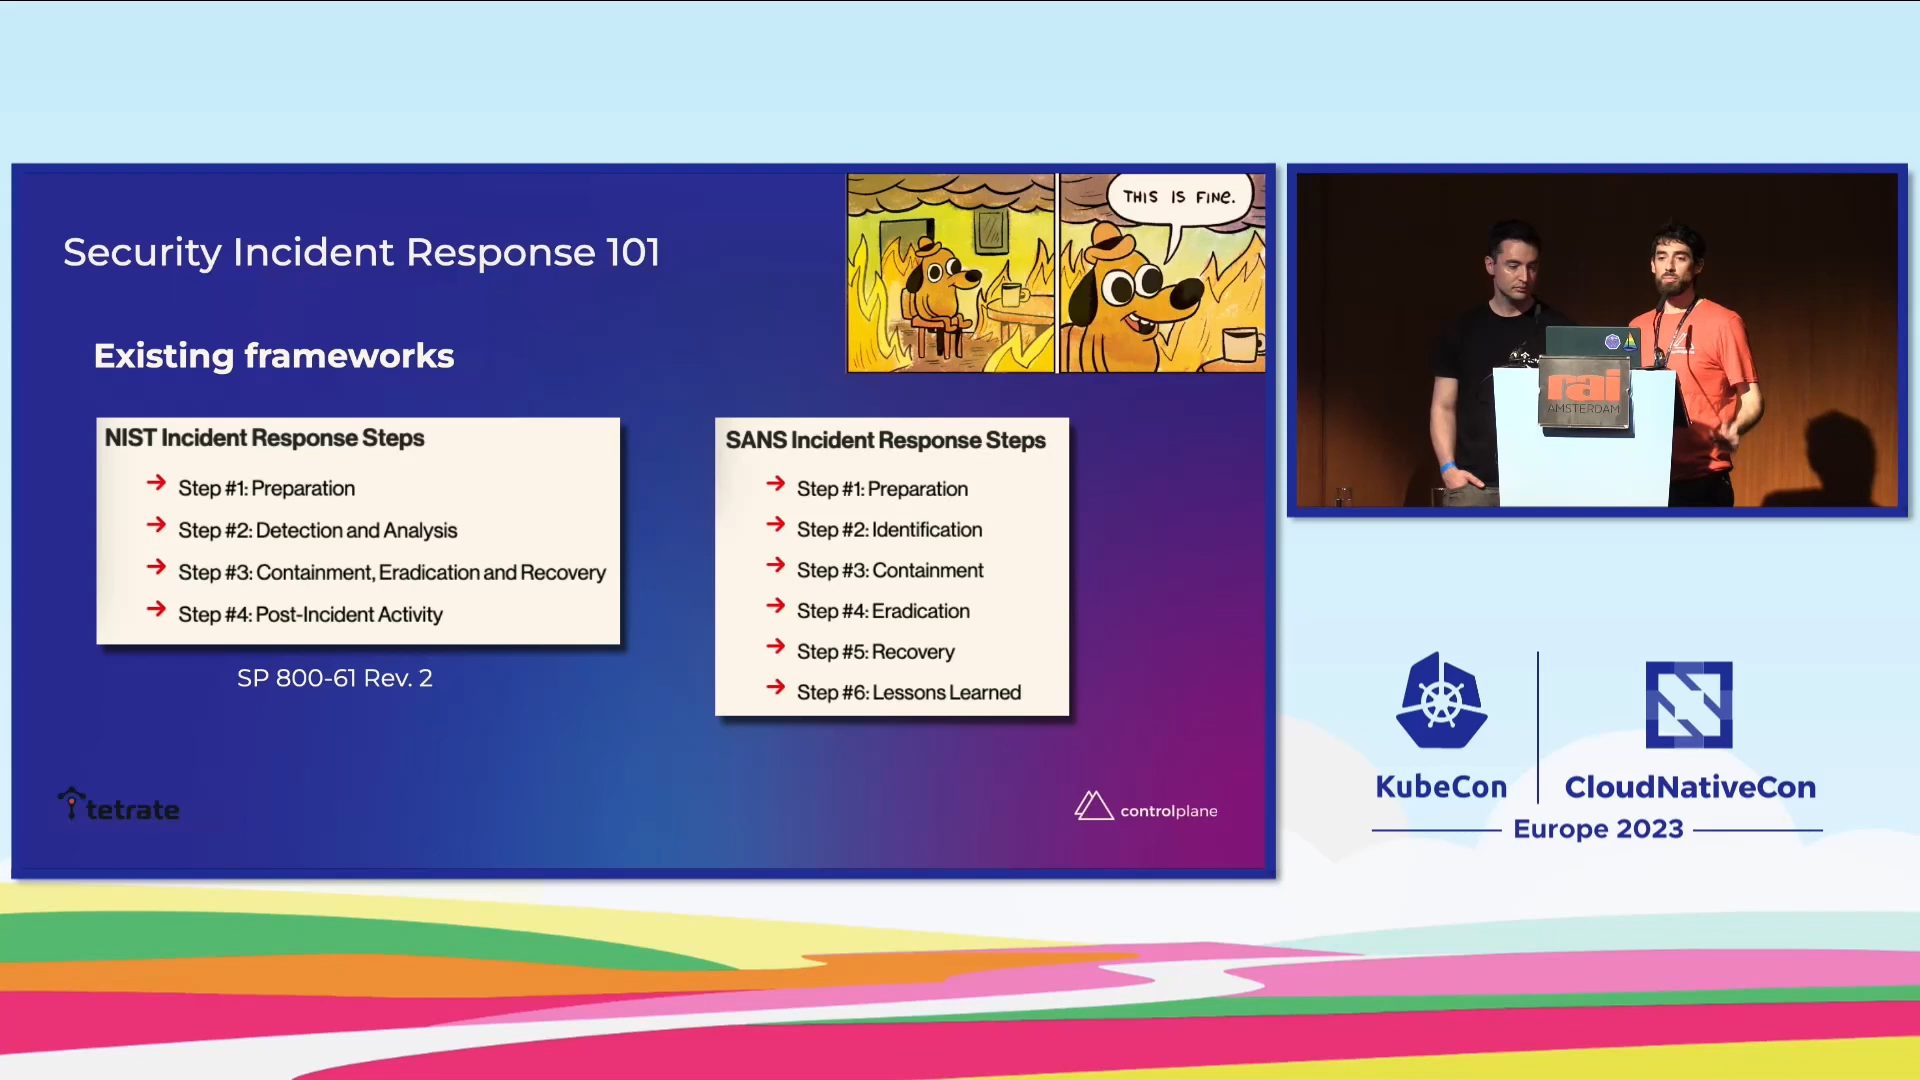 Security Incident Response 101
THIS IS FINE.
Existing frameworks
NIST Incident Response Steps
Step #1: Preparation
Step #2: Detection and Analysis
Step #3: Containment, Eradication and Recovery
Step #4: Post-Incident Activity
SP 800-61 Rev. 2
SANS Incident Response Steps
Step #1: Preparation
Step #2: Identification
Step #3: Containment
Step #4: Eradication
Step #5: Recovery
Step #6: Lessons Learned
tetrate
controlplane
rai
AMSTERDAM
KubeCon
CloudNativeCon
Europe 2023